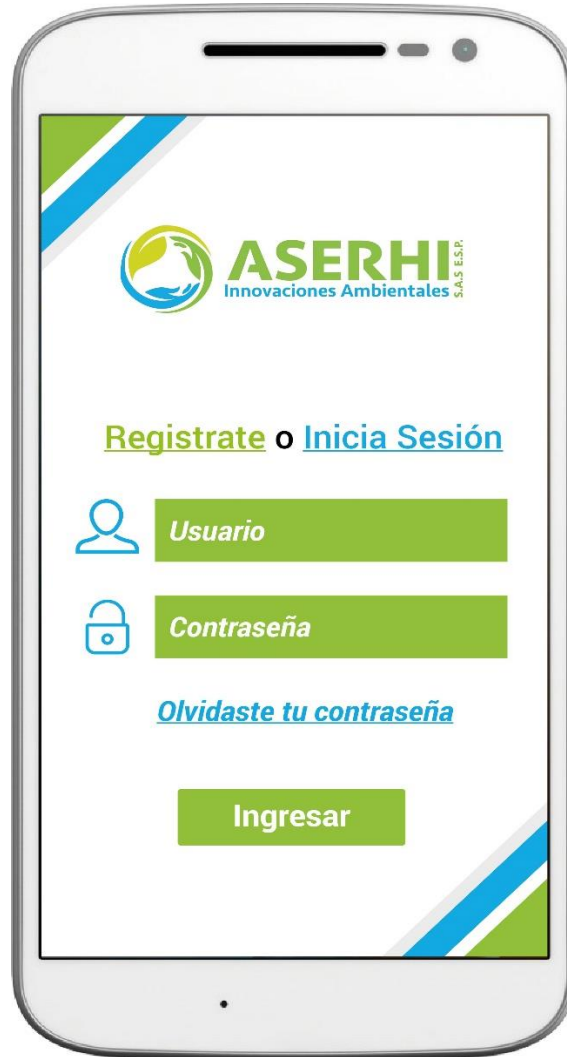 ASERHI
S.A.S E.S.P.
Innovaciones Ambientales
Registrate o Inicia Sesión
Usuario
Contraseña
Olvidaste tu contraseña
Ingresar